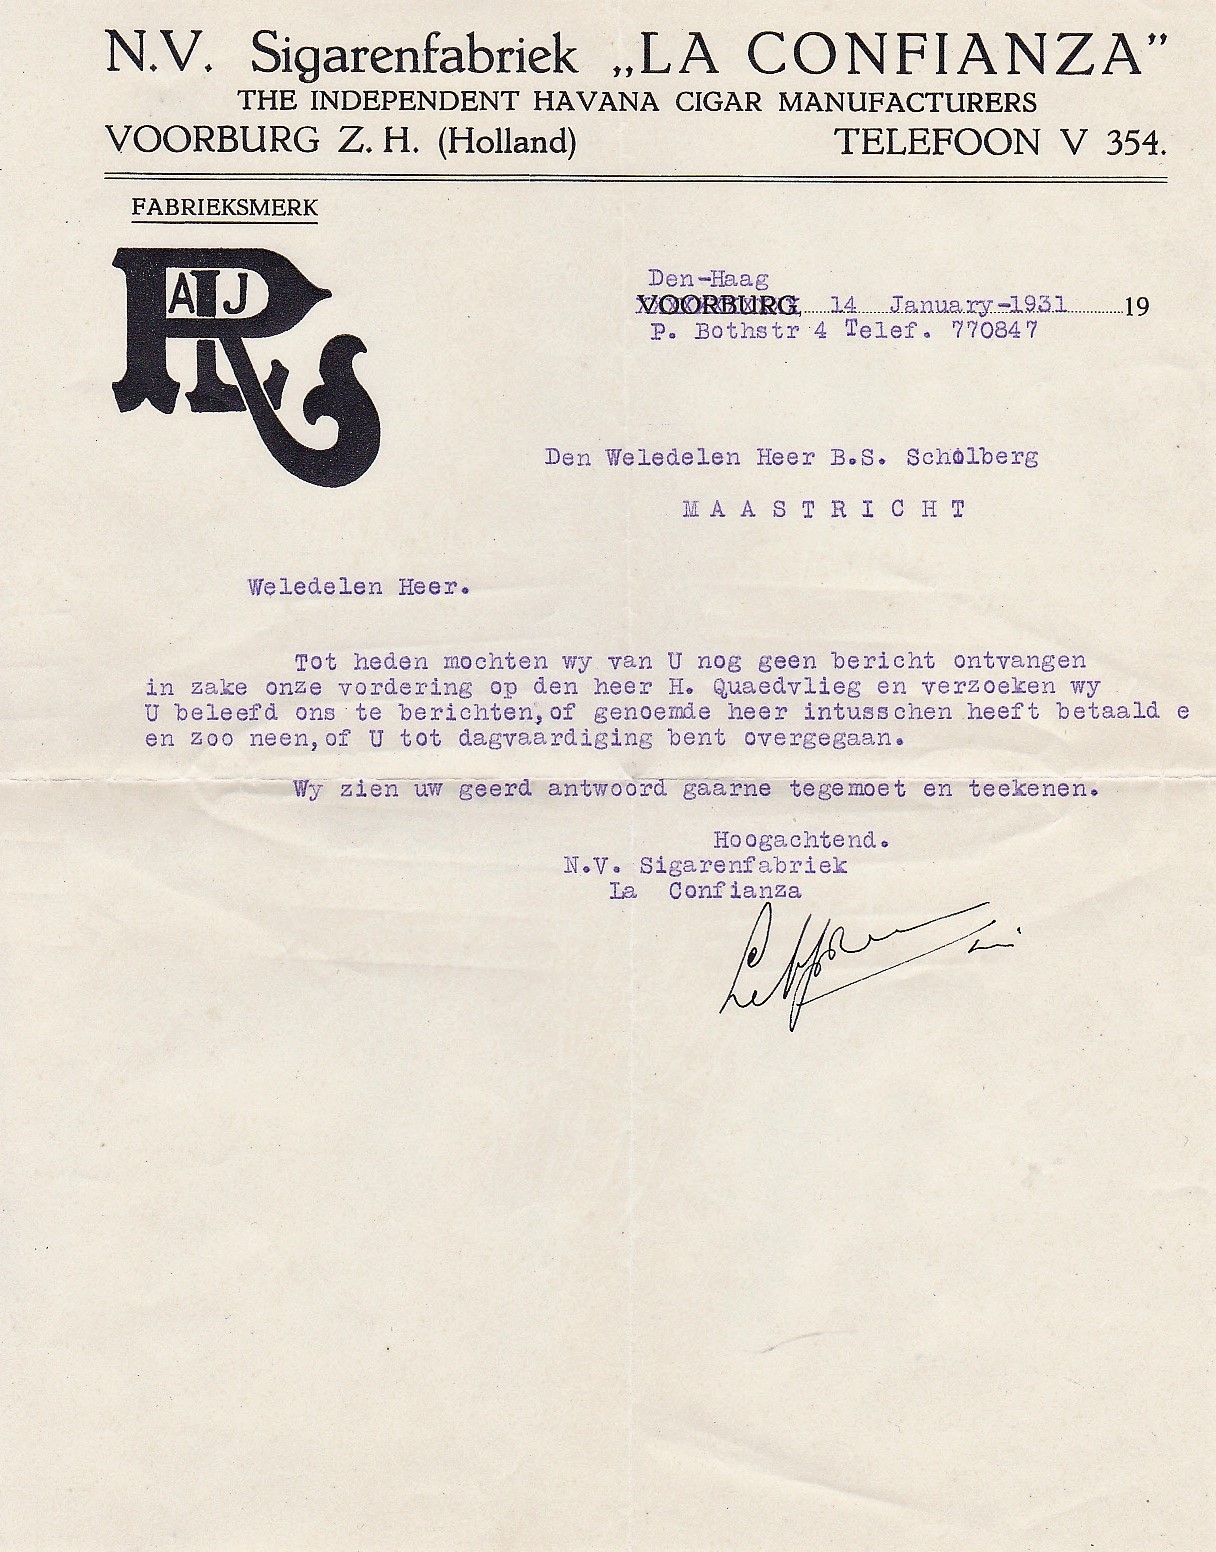 N.V. Sigarenfabriek „LA CONFIANZA”
THE INDEPENDENT HAVANA CIGAR MANUFACTURERS
VOORBURG Z. H. (Holland) TELEFOON V 354.
FABRIEKSMERK
A J
Den-Haag
VOORBURG, 14 January-1931 19
P. Bothstr 4 Telef. 770847
Den Weledelen Heer B.S. Scholberg
M A A S T R I C H T
Weledelen Heer.
Tot heden mochten wy van U nog geen bericht ontvangen
in zake onze vordering op den heer H. Quaedvlieg en verzoeken wy
U beleefd ons te berichten,of genoemde heer intusschen heeft betaald e
en zoo neen,of U tot dagvaardiging bent overgegaan.
Wy zien uw geerd antwoord gaarne tegemoet en teekenen.
Hoogachtend.
N.V. Sigarenfabriek
La Confianza